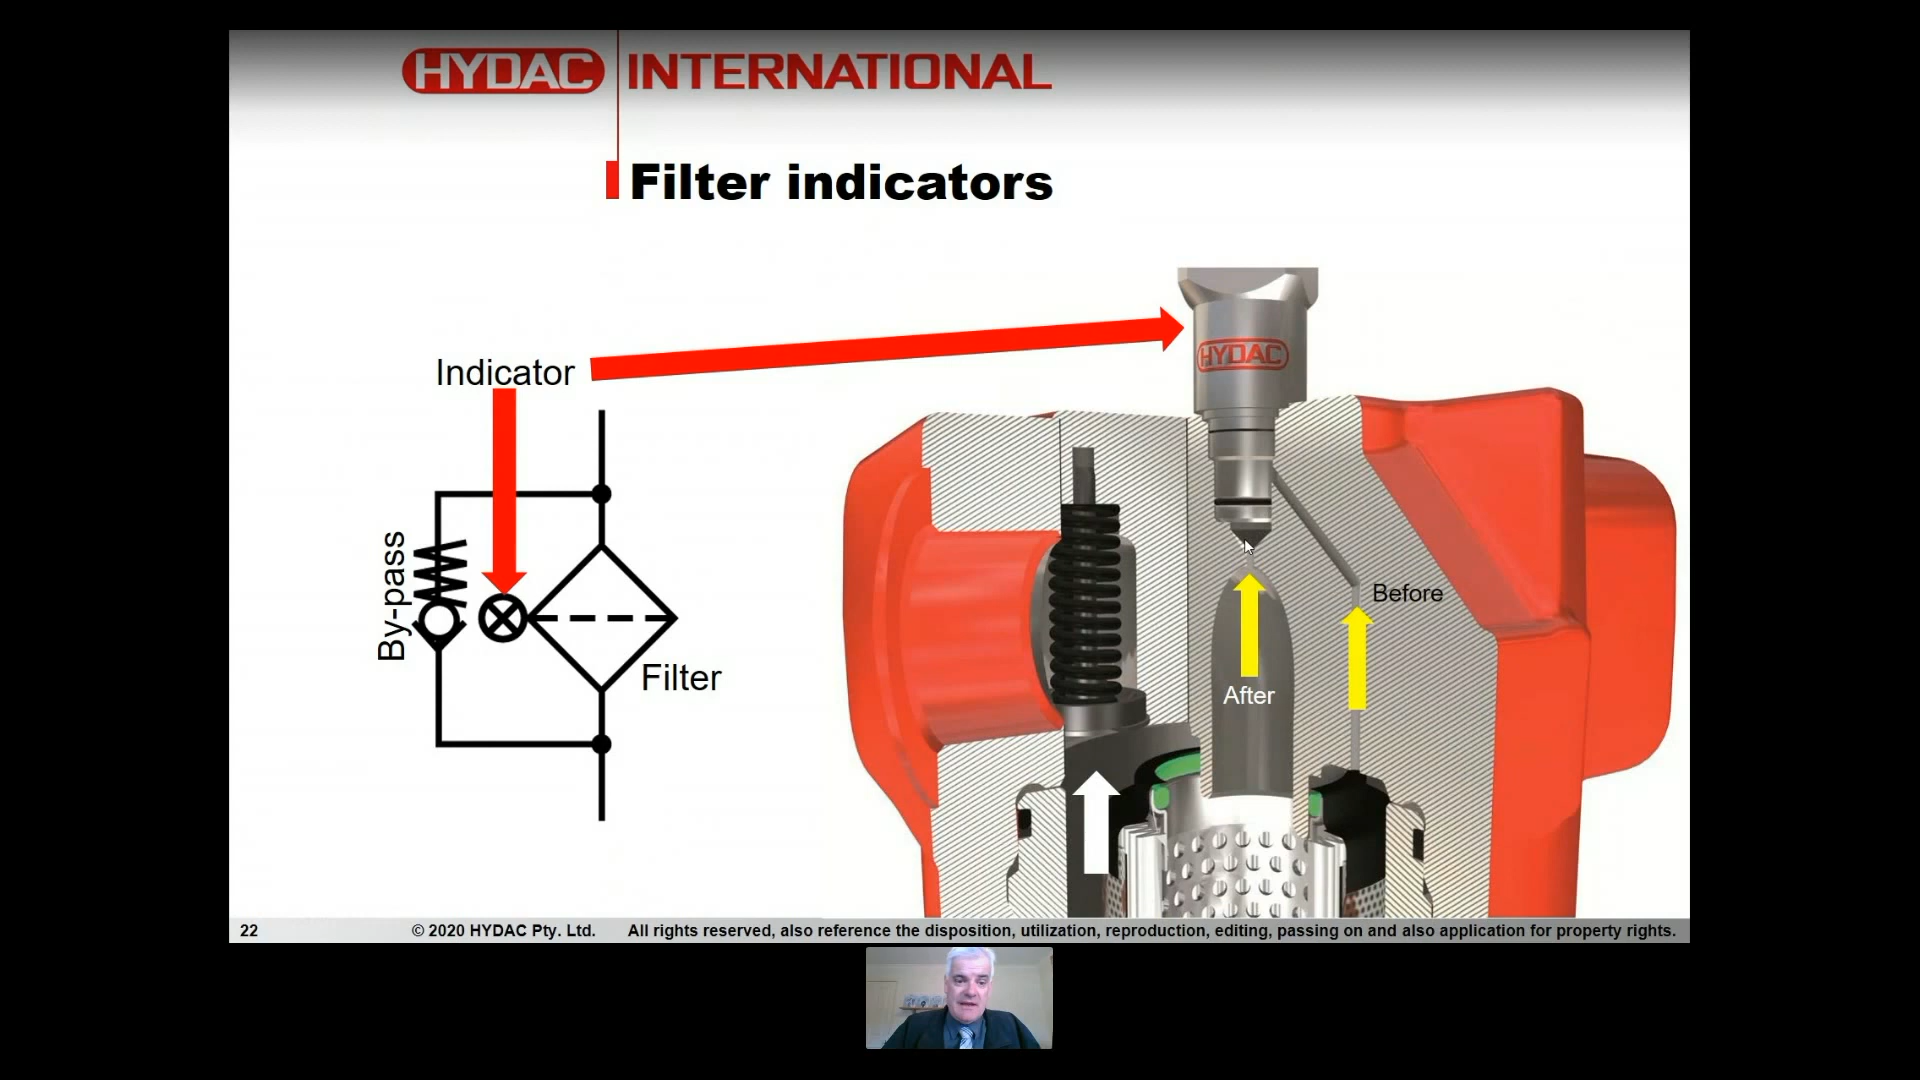 HYDAC INTERNATIONAL
Filter indicators
Indicator
HYDAC
By-pass
Before
Filter
After
22 © 2020 HYDAC Pty. Ltd. All rights reserved, also reference the disposition, utilization, reproduction, editing, passing on and also application for property rights.